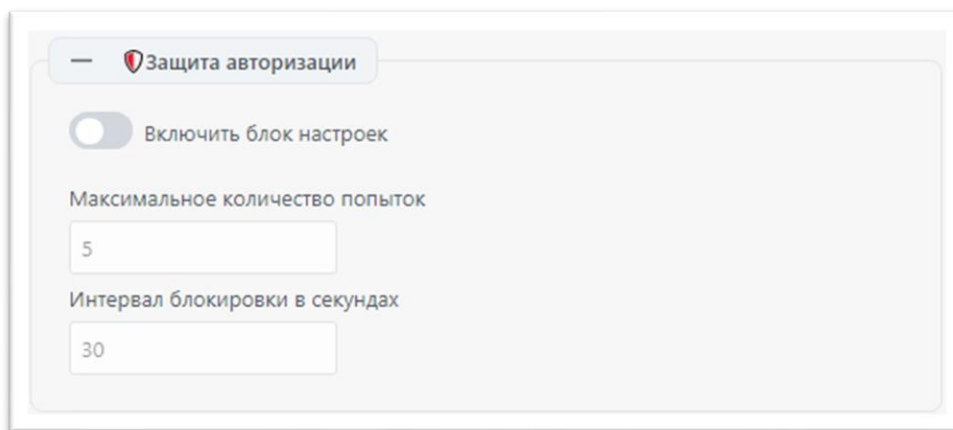 Защита авторизации
Включить блок настроек
Максимальное количество попыток
5
Интервал блокировки в секундах
30